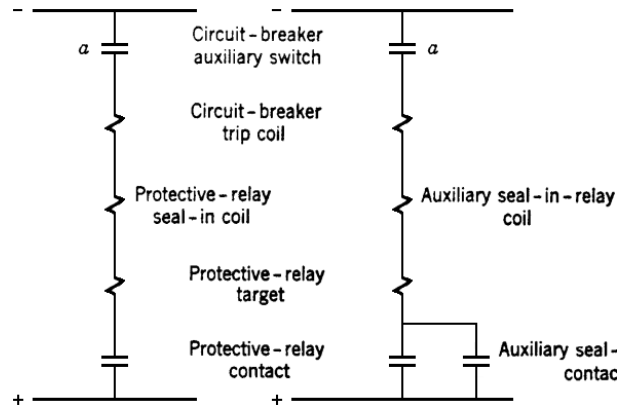 − −
a Circuit-breaker a
auxiliary switch
Circuit-breaker
trip coil
Protective-relay Auxiliary seal-in-relay
seal-in coil coil
Protective-relay
target
Protective-relay Auxiliary seal-
contact
+ +